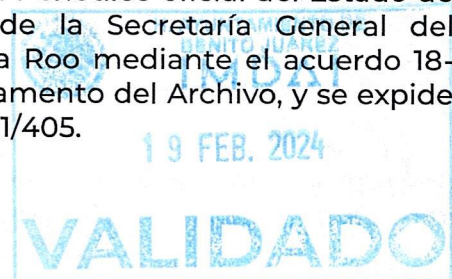 de la Secretaría General del
a Roo mediante el acuerdo 18-
amento del Archivo, y se expide
1/405.
BENITO JUÁREZ
IMDAI
19 FEB. 2024
VALIDADO